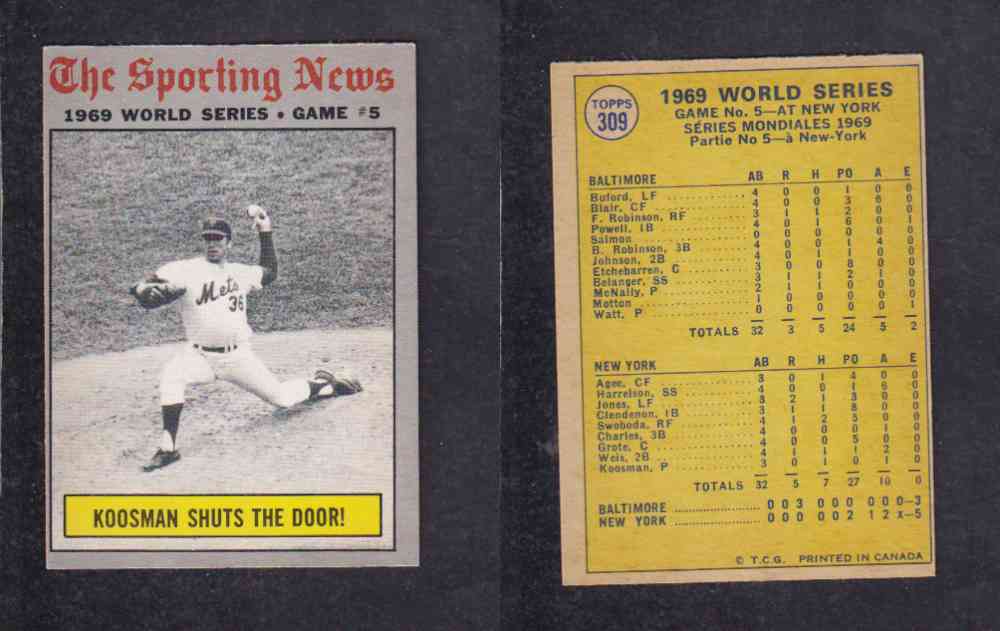 The Sporting News
1969 WORLD SERIES • GAME #5
Mets
36
KOOSMAN SHUTS THE DOOR!
TOPPS
309
1969 WORLD SERIES
GAME No. 5—AT NEW YORK
SÉRIES MONDIALES 1969
Partie No 5—à New-York
BALTIMORE AB R H PO A E
Buford, LF 4 0 0 1 0 0
Blair, CF 4 0 0 3 0 0
F. Robinson, RF 3 1 1 2 0 0
Powell, 1B 4 0 1 6 0 1
Salmon 0 0 0 0 0 0
B. Robinson, 3B 4 0 0 1 4 0
Johnson, 2B 4 0 1 1 0 0
Etchebarren, C 3 0 0 8 0 0
Belanger, SS 3 1 1 2 1 0
McNally, P 2 1 1 0 0 0
Motton 1 0 0 0 0 0
Watt, P 0 0 0 0 0 1
TOTALS 32 3 5 24 5 2
NEW YORK AB R H PO A E
Agee, CF 3 0 1 4 0 0
Harrelson, SS 4 0 0 1 6 0
Jones, LF 3 2 1 3 0 0
Clendenon, 1B 3 1 1 8 0 0
Swoboda, RF 4 1 2 5 0 0
Charles, 3B 4 0 0 0 1 0
Grote, C 4 0 0 5 0 0
Weis, 2B 4 1 1 1 2 0
Koosman, P 3 0 1 0 1 0
TOTALS 32 5 7 27 10 0
BALTIMORE 0 0 3 0 0 0 0 0 0—3
NEW YORK 0 0 0 0 0 2 1 2 x—5
© T.C.G. PRINTED IN CANADA